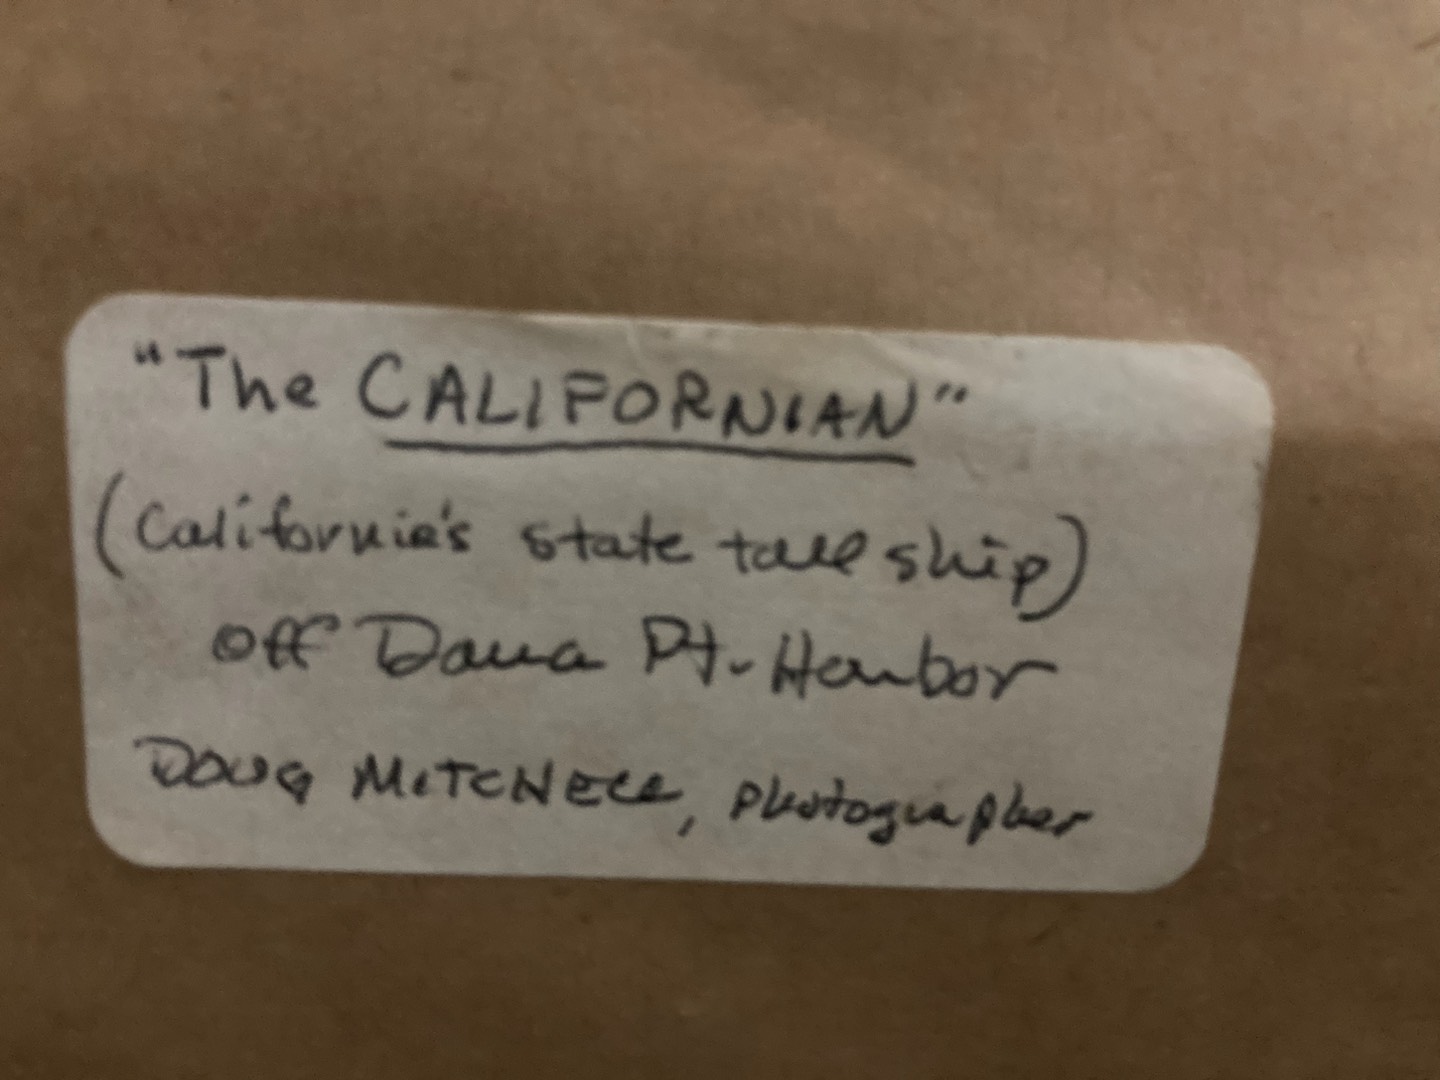 "The CALIFORNIAN"
(California's state tall ship)
off Dana Pt. Harbor
DOUG MITCHELL, photographer